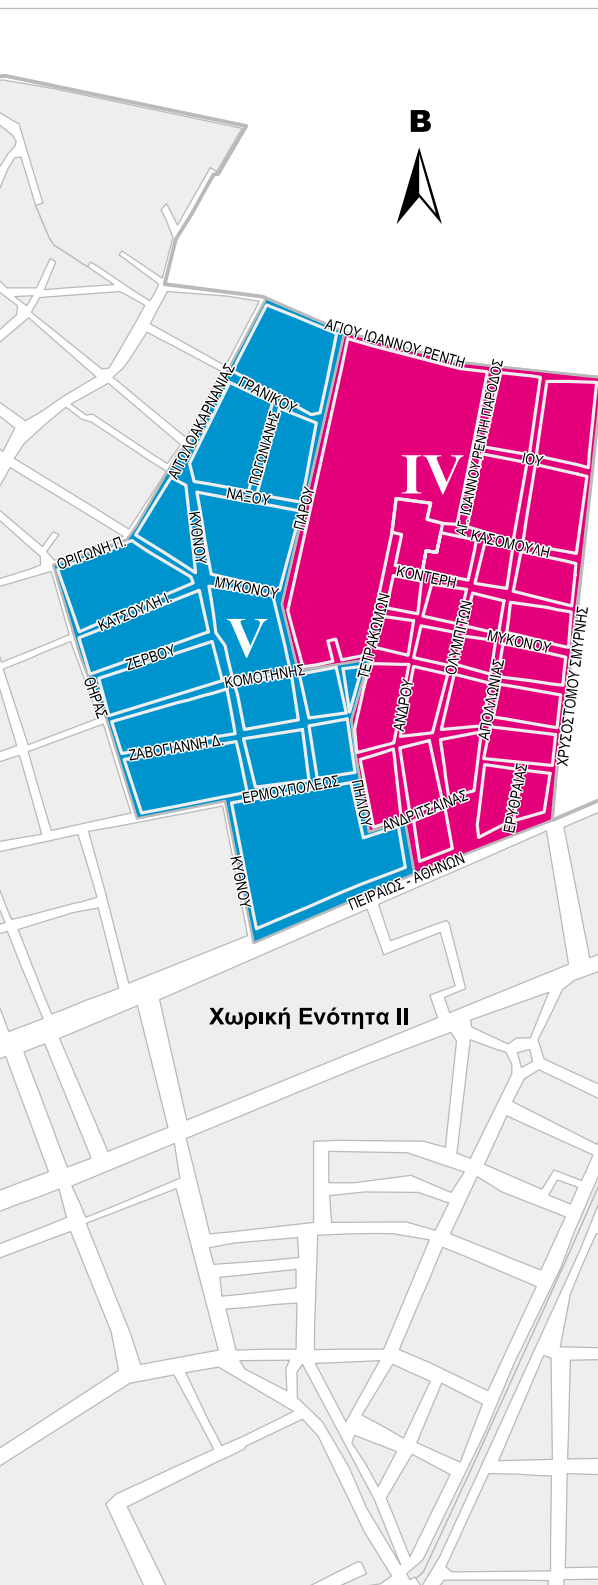 Β
ΑΓΙΟΥ ΙΩΑΝΝΟΥ ΡΕΝΤΗ
ΑΙΤΩΛΟΑΚΑΡΝΑΝΙΑΣ
ΓΡΑΝΙΚΟΥ
ΠΩΓΩΝΙΑΝΗΣ
ΑΓ. ΙΩΑΝΝΟΥ ΡΕΝΤΗ ΠΑΡΟΔΟΣ
ΙΟΥ
IV
ΝΑΞΟΥ
ΠΑΡΟΥ
ΚΥΘΝΟΥ
ΚΑΣΟΜΟΥΛΗ
ΟΡΙΓΩΝΗ Π.
ΚΟΝΤΕΡΗ
ΜΥΚΟΝΟΥ
ΚΑΤΣΟΥΛΗ Ι.
ΤΕΤΡΑΚΩΜΩΝ
ΟΛΥΜΠΙΤΩΝ
ΜΥΚΟΝΟΥ
ΧΡΥΣΟΣΤΟΜΟΥ ΣΜΥΡΝΗΣ
V
ΖΕΡΒΟΥ
ΚΟΜΟΤΗΝΗΣ
ΘΗΡΑΣ
ΑΝΔΡΟΥ
ΑΠΟΛΛΩΝΙΑΣ
ΖΑΒΟΓΙΑΝΝΗ Δ.
ΕΡΜΟΥΠΟΛΕΩΣ
ΠΗΛΙΟΥ
ΑΝΔΡΙΤΣΑΙΝΑΣ
ΕΡΥΘΡΑΙΑΣ
ΚΥΘΝΟΥ
ΠΕΙΡΑΙΩΣ - ΑΘΗΝΩΝ
Χωρική Ενότητα ΙΙ